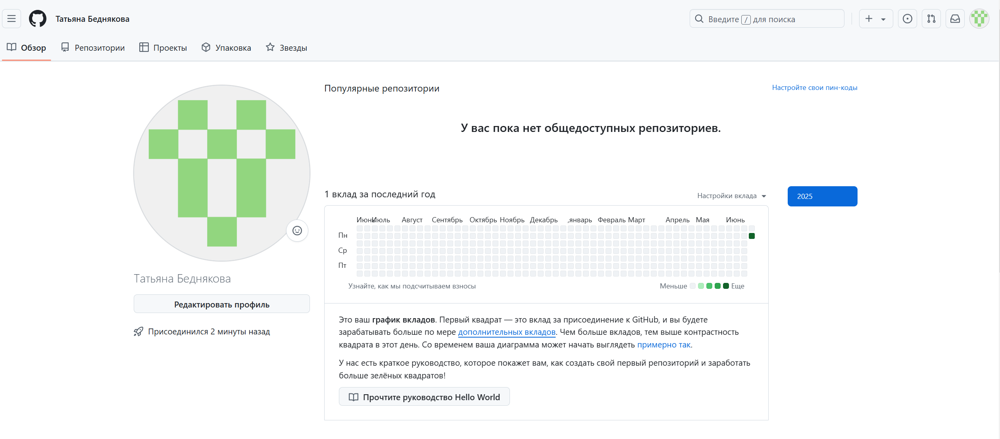 Татьяна Беднякова
Введите / для поиска
Обзор
Репозитории
Проекты
Упаковка
Звезды
Популярные репозитории
Настройте свои пин-коды
У вас пока нет общедоступных репозиториев.
1 вклад за последний год
Настройки вклада
2025
Июнь Июль Август Сентябрь Октябрь Ноябрь Декабрь ,январь Февраль Март Апрель Мая Июнь
Пн
Ср
Пт
Узнайте, как мы подсчитываем взносы
Меньше Еще
Татьяна Беднякова
Редактировать профиль
Присоединился 2 минуты назад
Это ваш график вкладов. Первый квадрат — это вклад за присоединение к GitHub, и вы будете
зарабатывать больше по мере дополнительных вкладов. Чем больше вкладов, тем выше контрастность
квадрата в этот день. Со временем ваша диаграмма может начать выглядеть примерно так.
У нас есть краткое руководство, которое покажет вам, как создать свой первый репозиторий и заработать
больше зелёных квадратов!
Прочтите руководство Hello World